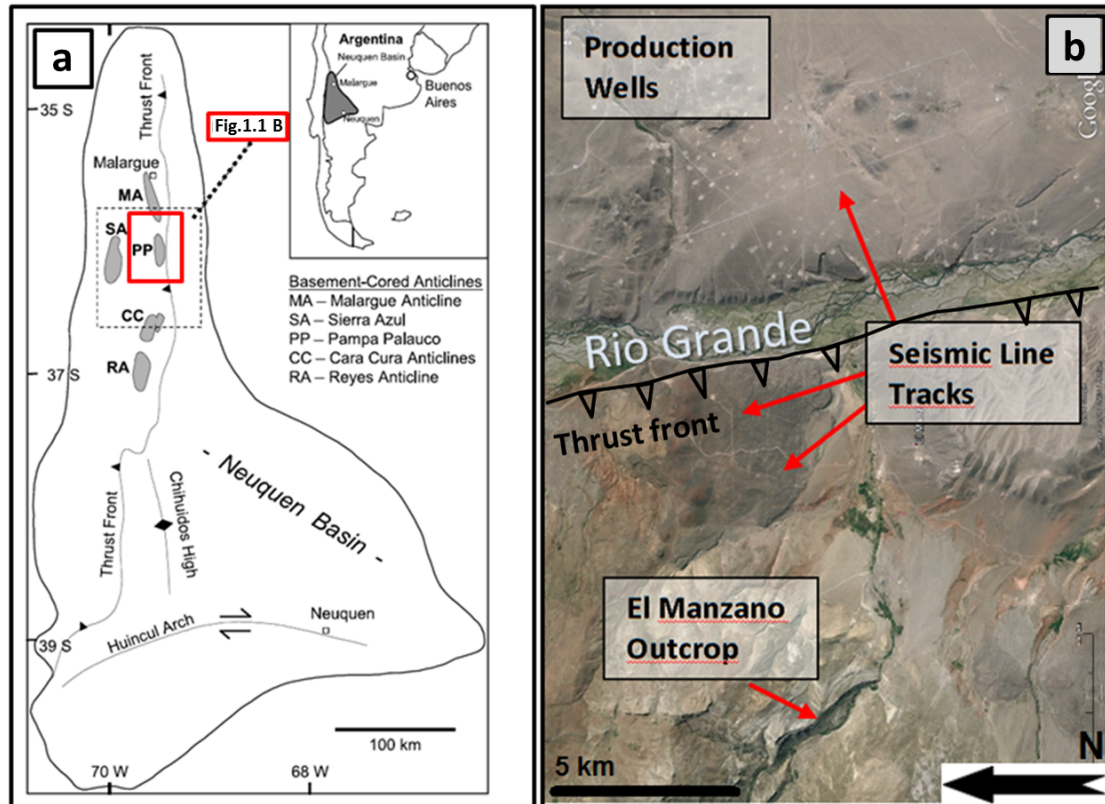 a
Fig.1.1 B
Argentina
Neuquen Basin
Malargue
Buenos
Aires
Neuquen
35 S
Thrust Front
Malargue
MA
SA
PP
CC
37 S
RA
Basement-Cored Anticlines
MA – Malargue Anticline
SA – Sierra Azul
PP – Pampa Palauco
CC – Cara Cura Anticlines
RA – Reyes Anticline
- Neuquen Basin -
Thrust Front
Chihuidos High
Neuquen
39 S
Huincul Arch
100 km
70 W
68 W
b
Production
Wells
Googl
Rio Grande
Seismic Line
Tracks
Thrust front
El Manzano
Outcrop
5 km
N